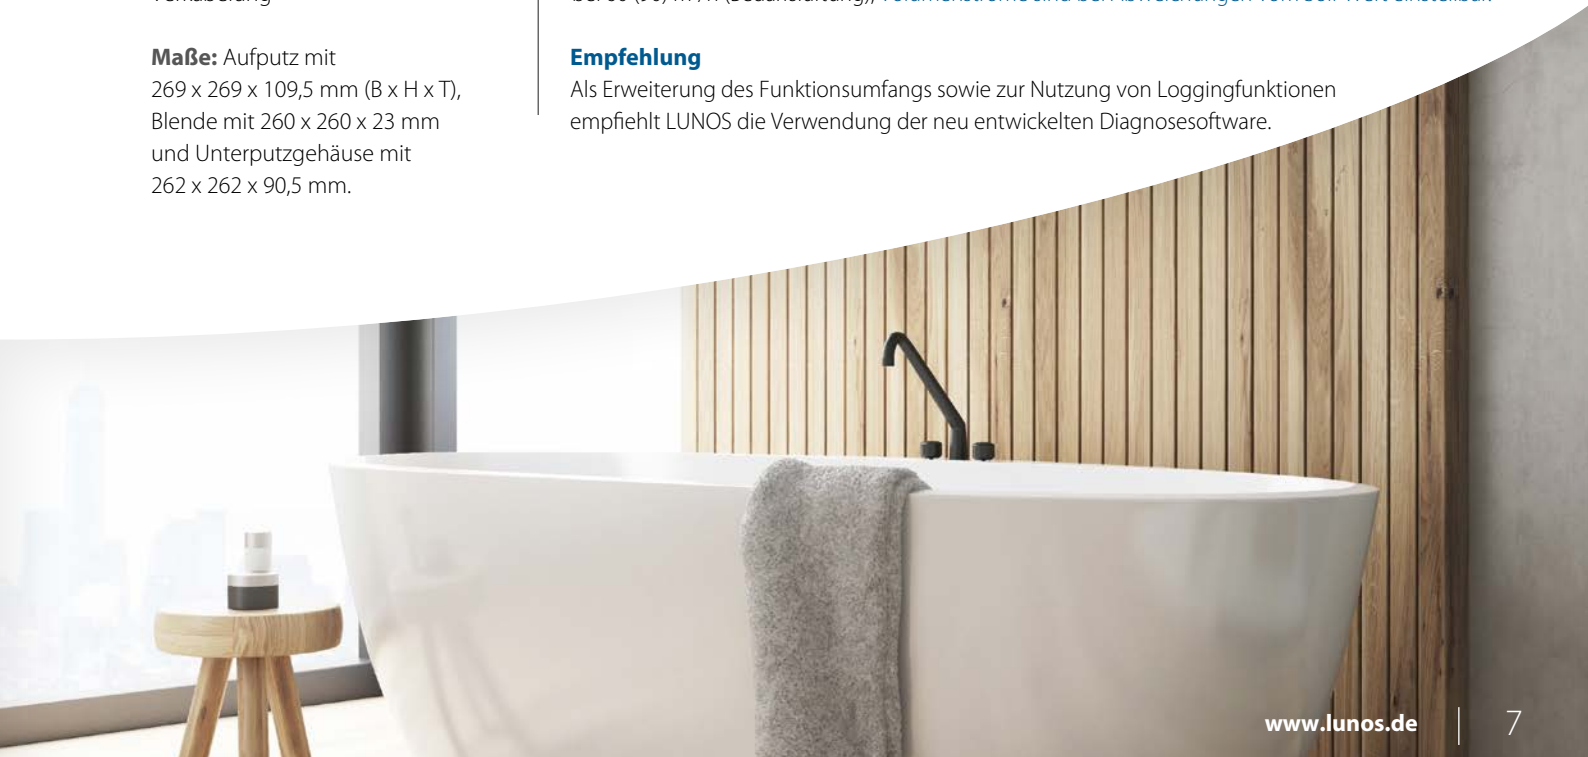 Maße: Aufputz mit
269 x 269 x 109,5 mm (B x H x T),
Blende mit 260 x 260 x 23 mm
und Unterputzgehäuse mit
262 x 262 x 90,5 mm.
Empfehlung
Als Erweiterung des Funktionsumfangs sowie zur Nutzung von Loggingfunktionen
empfiehlt LUNOS die Verwendung der neu entwickelten Diagnosesoftware.
www.lunos.de
7